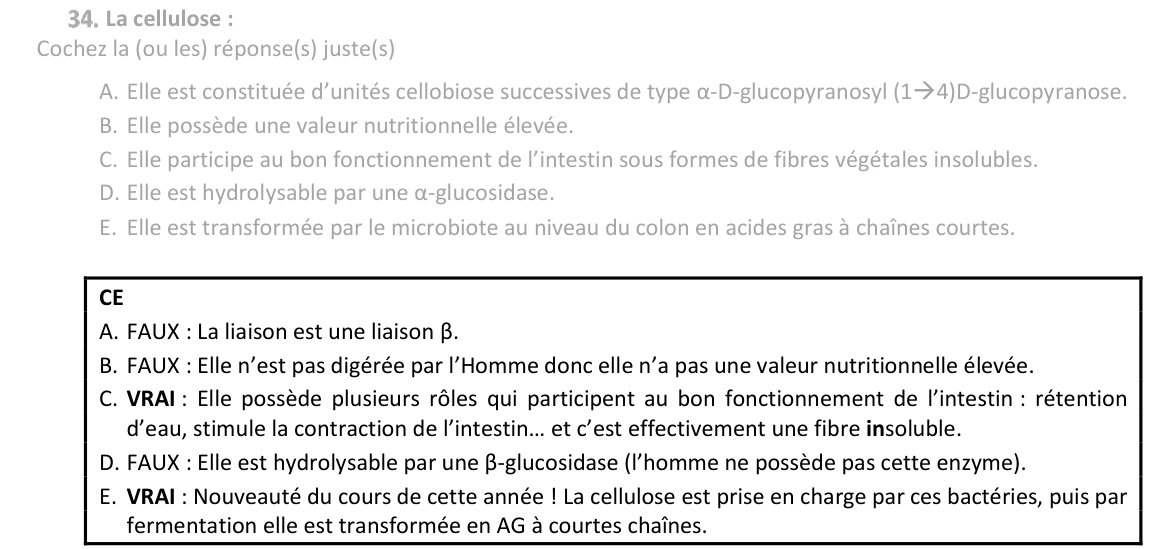 34. La cellulose :
Cochez la (ou les) réponse(s) juste(s)
A. Elle est constituée d’unités cellobiose successives de type α-D-glucopyranosyl (1→4)D-glucopyranose.
B. Elle possède une valeur nutritionnelle élevée.
C. Elle participe au bon fonctionnement de l’intestin sous formes de fibres végétales insolubles.
D. Elle est hydrolysable par une α-glucosidase.
E. Elle est transformée par le microbiote au niveau du colon en acides gras à chaînes courtes.
CE
A. FAUX : La liaison est une liaison β.
B. FAUX : Elle n’est pas digérée par l’Homme donc elle n’a pas une valeur nutritionnelle élevée.
C. VRAI : Elle possède plusieurs rôles qui participent au bon fonctionnement de l’intestin : rétention
d’eau, stimule la contraction de l’intestin... et c’est effectivement une fibre insoluble.
D. FAUX : Elle est hydrolysable par une β-glucosidase (l’homme ne possède pas cette enzyme).
E. VRAI : Nouveauté du cours de cette année ! La cellulose est prise en charge par ces bactéries, puis par
fermentation elle est transformée en AG à courtes chaînes.